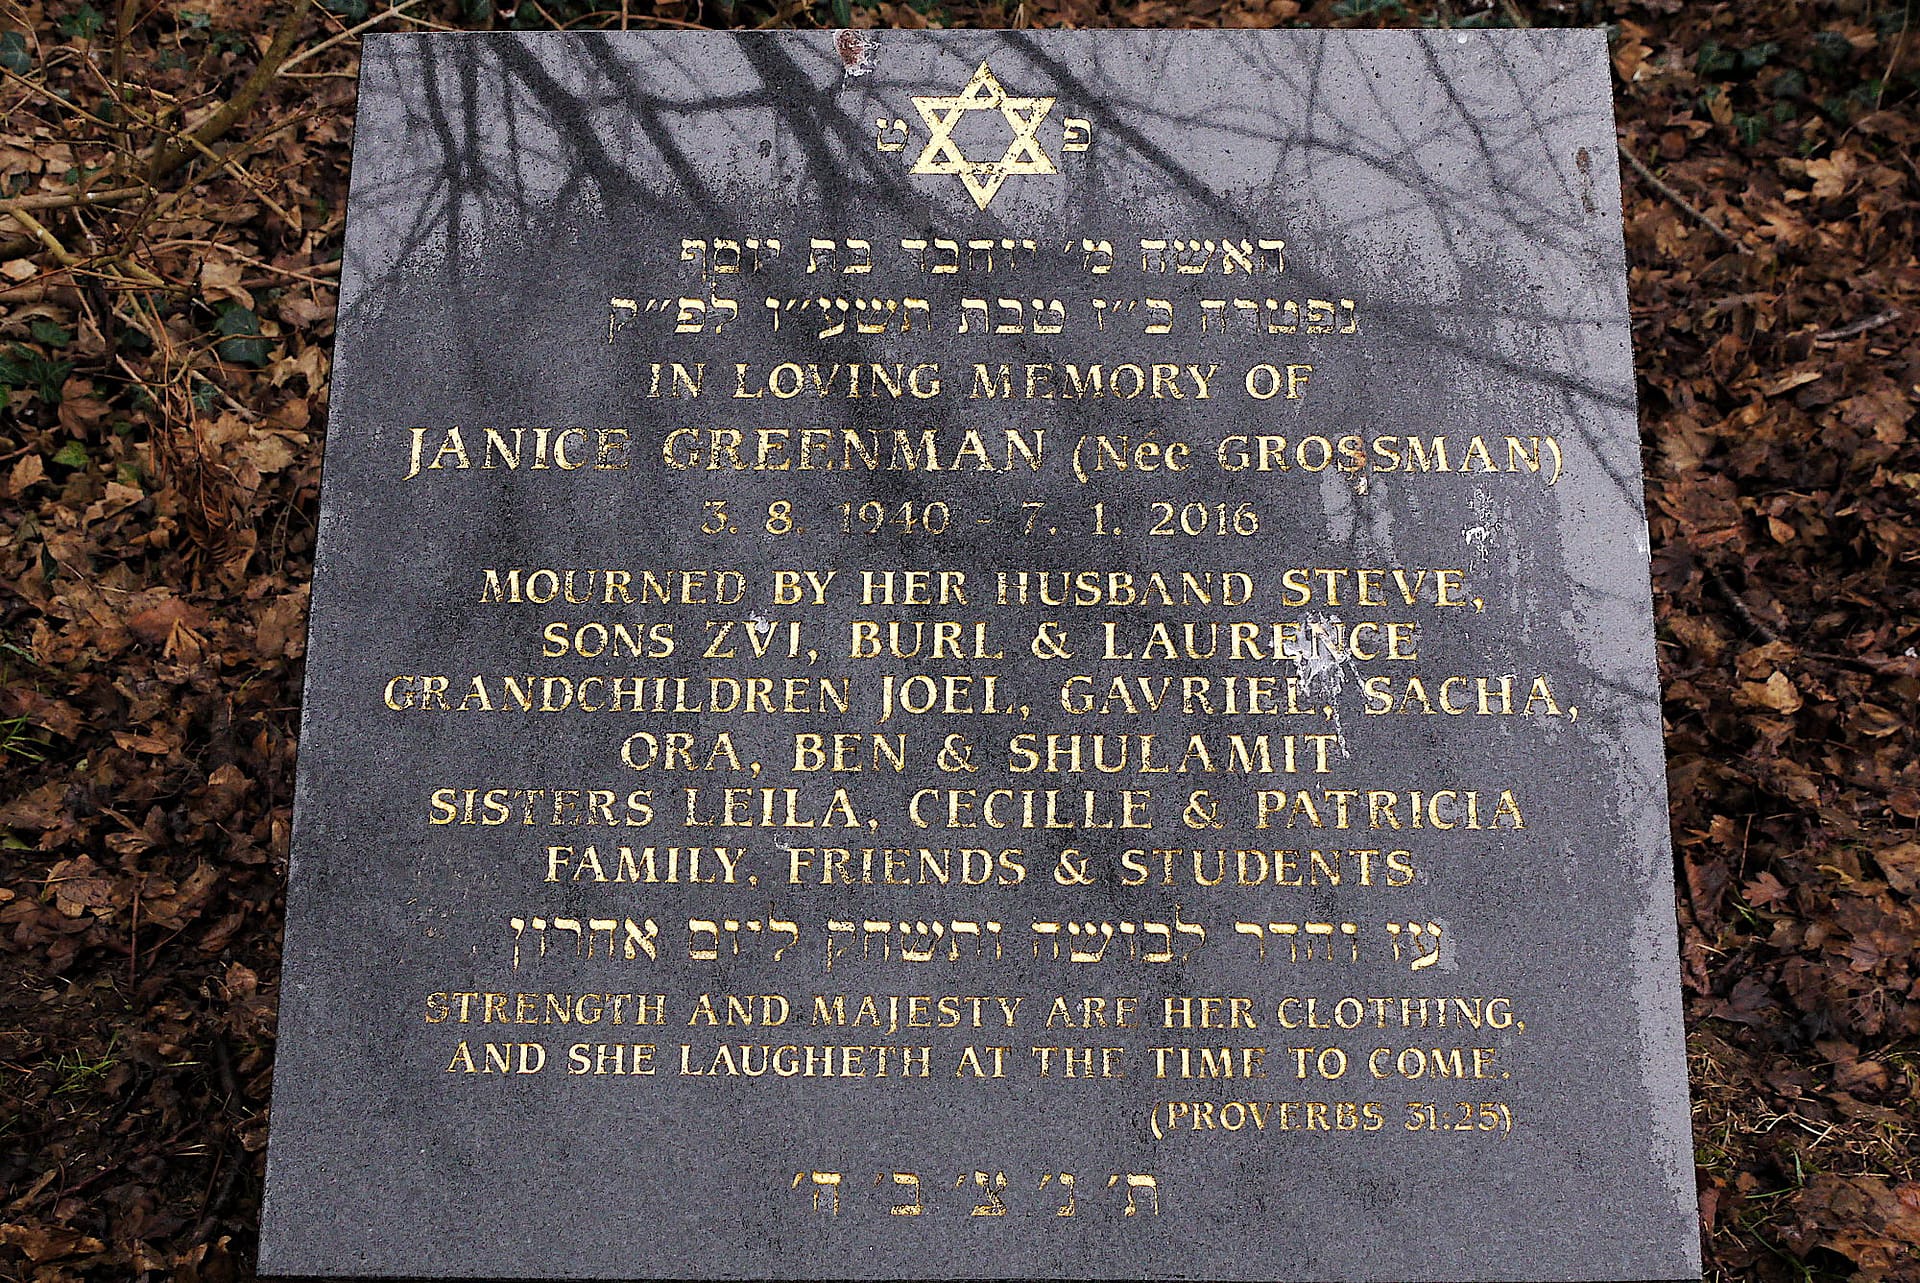 פ ט
האשה מ׳ יוחבד בת יוסף
נפטרה כ״ז טבת תשע״ו לפ״ק
IN LOVING MEMORY OF
JANICE GREENMAN (Née GROSSMAN)
3. 8. 1940 - 7. 1. 2016
MOURNED BY HER HUSBAND STEVE,
SONS ZVI, BURL & LAURENCE
GRANDCHILDREN JOEL, GAVRIEL, SACHA,
ORA, BEN & SHULAMIT
SISTERS LEILA, CECILLE & PATRICIA
FAMILY, FRIENDS & STUDENTS
עז והדר לבושה ותשחק ליום אחרון
STRENGTH AND MAJESTY ARE HER CLOTHING,
AND SHE LAUGHETH AT THE TIME TO COME.
(PROVERBS 31:25)
ת׳ נ׳ צ׳ ב׳ ה׳